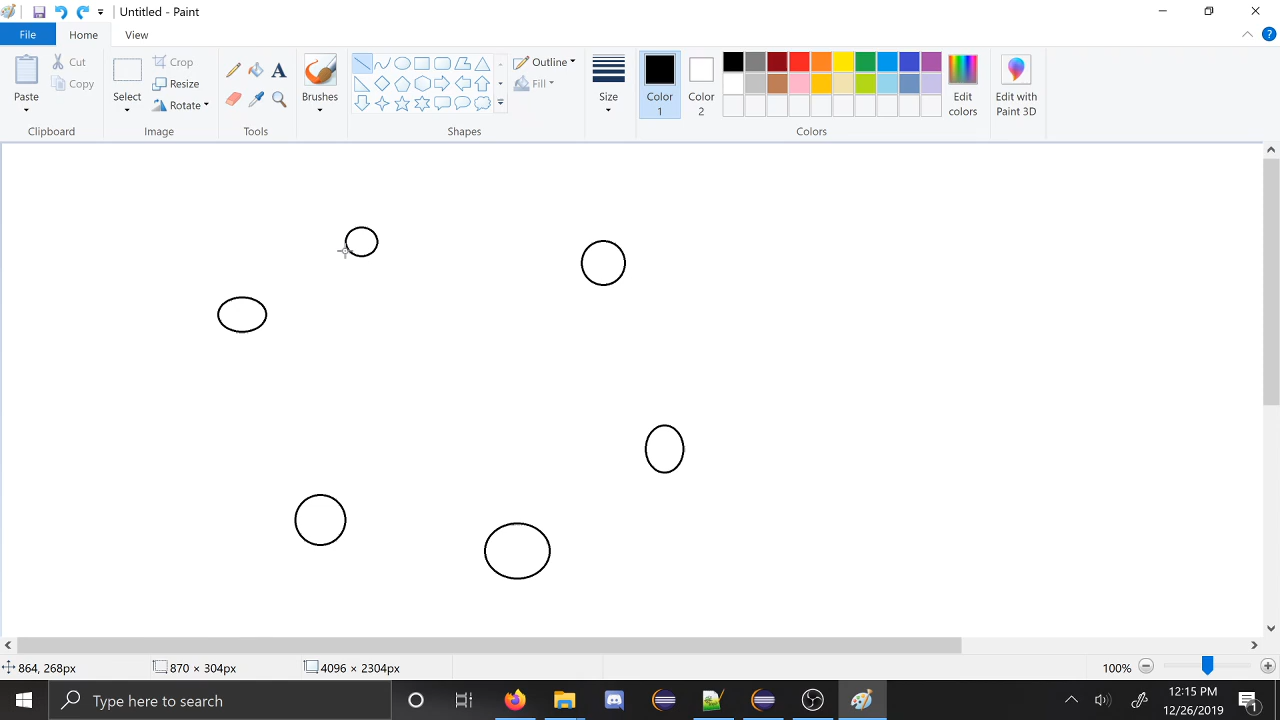 Untitled - Paint
File
Home
View
Paste
Cut
Copy
Clipboard
Select
Crop
Resize
Rotate
Image
A
Tools
Brushes
Outline
Fill
Shapes
Size
Color 1
Color 2
Edit colors
Colors
Edit with Paint 3D
?
864, 268px
870 × 304px
4096 × 2304px
100%
Type here to search
12:15 PM
12/26/2019
1